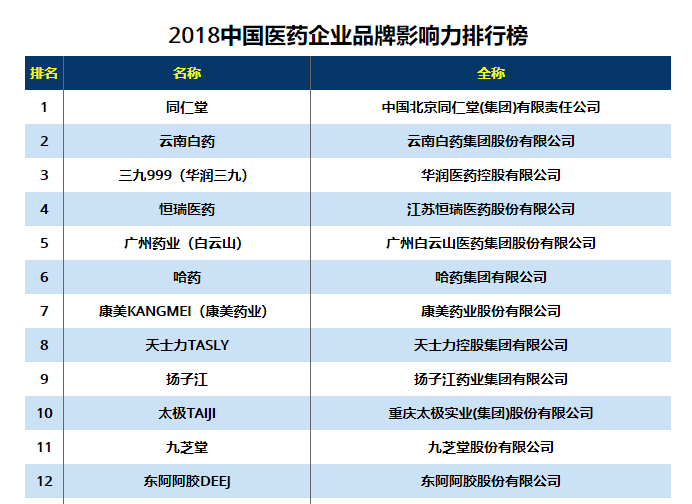 2018中国医药企业品牌影响力排行榜
排名 名称 全称
1 同仁堂 中国北京同仁堂(集团)有限责任公司
2 云南白药 云南白药集团股份有限公司
3 三九999（华润三九） 华润医药控股有限公司
4 恒瑞医药 江苏恒瑞医药股份有限公司
5 广州药业（白云山） 广州白云山医药集团股份有限公司
6 哈药 哈药集团有限公司
7 康美KANGMEI（康美药业） 康美药业股份有限公司
8 天士力TASLY 天士力控股集团有限公司
9 扬子江 扬子江药业集团有限公司
10 太极TAIJI 重庆太极实业(集团)股份有限公司
11 九芝堂 九芝堂股份有限公司
12 东阿阿胶DEEJ 东阿阿胶股份有限公司